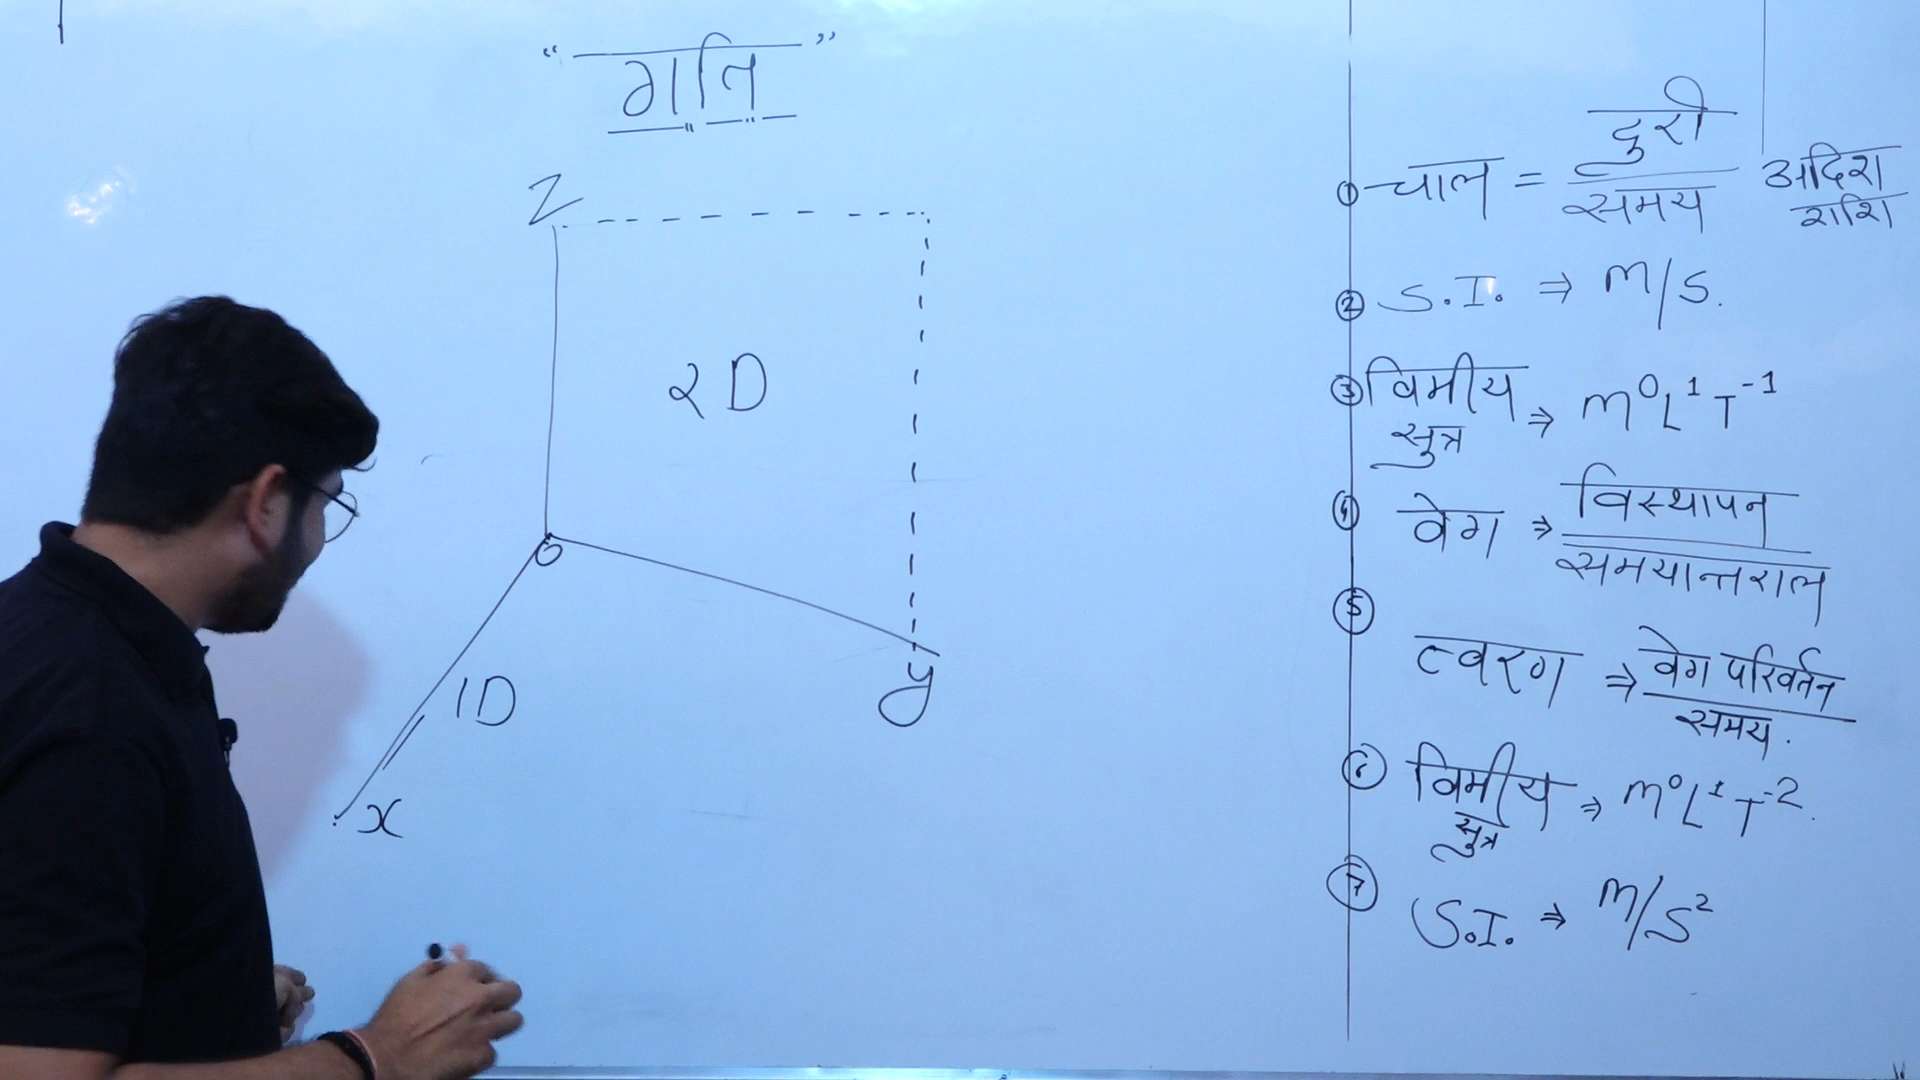 “गति”
Z
2D
O
1D
y
x
① चाल = दुरी / समय अदिश राशि
② S.I. ⇒ m/s.
③ विमीय सुत्र ⇒ m⁰L¹T⁻¹
④ वेग ⇒ विस्थापन / समयान्तराल
⑤ त्वरण ⇒ वेग परिवर्तन / समय.
⑥ विमीय सुत्र ⇒ m⁰L¹T⁻².
⑦ S.I. ⇒ m/s²